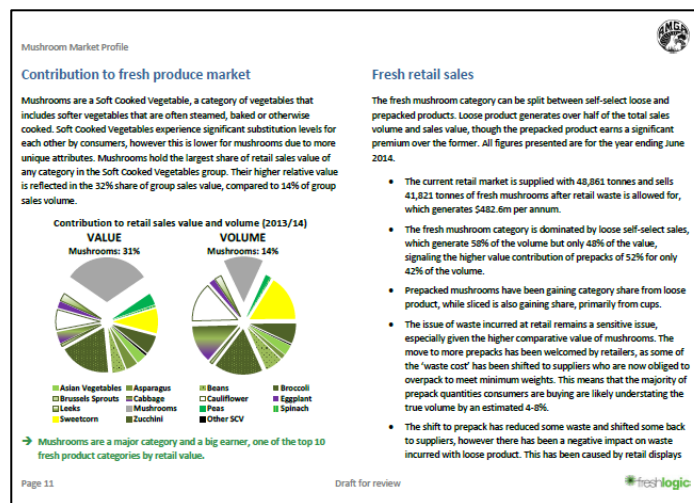 AMGA
Mushroom Market Profile
Contribution to fresh produce market
Mushrooms are a Soft Cooked Vegetable, a category of vegetables that
includes softer vegetables that are often steamed, baked or otherwise
cooked. Soft Cooked Vegetables experience significant substitution levels for
each other by consumers, however this is lower for mushrooms due to more
unique attributes. Mushrooms hold the largest share of retail sales value of
any category in the Soft Cooked Vegetables group. Their higher relative value
is reflected in the 32% share of group sales value, compared to 14% of group
sales volume.
Contribution to retail sales value and volume (2013/14)
VALUE
Mushrooms: 31%
VOLUME
Mushrooms: 14%
Asian Vegetables
Asparagus
Beans
Broccoli
Brussels Sprouts
Cabbage
Cauliflower
Eggplant
Leeks
Mushrooms
Peas
Spinach
Sweetcorn
Zucchini
Other SCV
→ Mushrooms are a major category and a big earner, one of the top 10
fresh product categories by retail value.
Fresh retail sales
The fresh mushroom category can be split between self-select loose and
prepacked products. Loose product generates over half of the total sales
volume and sales value, though the prepacked product earns a significant
premium over the former. All figures presented are for the year ending June
2014.
• The current retail market is supplied with 48,861 tonnes and sells
41,821 tonnes of fresh mushrooms after retail waste is allowed for,
which generates $482.6m per annum.
• The fresh mushroom category is dominated by loose self-select sales,
which generate 58% of the volume but only 48% of the value,
signaling the higher value contribution of prepacks of 52% for only
42% of the volume.
• Prepacked mushrooms have been gaining category share from loose
product, while sliced is also gaining share, primarily from cups.
• The issue of waste incurred at retail remains a sensitive issue,
especially given the higher comparative value of mushrooms. The
move to more prepacks has been welcomed by retailers, as some of
the 'waste cost' has been shifted to suppliers who are now obliged to
overpack to meet minimum weights. This means that the majority of
prepack quantities consumers are buying are likely understating the
true volume by an estimated 4-8%.
• The shift to prepack has reduced some waste and shifted some back
to suppliers, however there has been a negative impact on waste
incurred with loose product. This has been caused by retail displays
Page 11
Draft for review
freshlogic